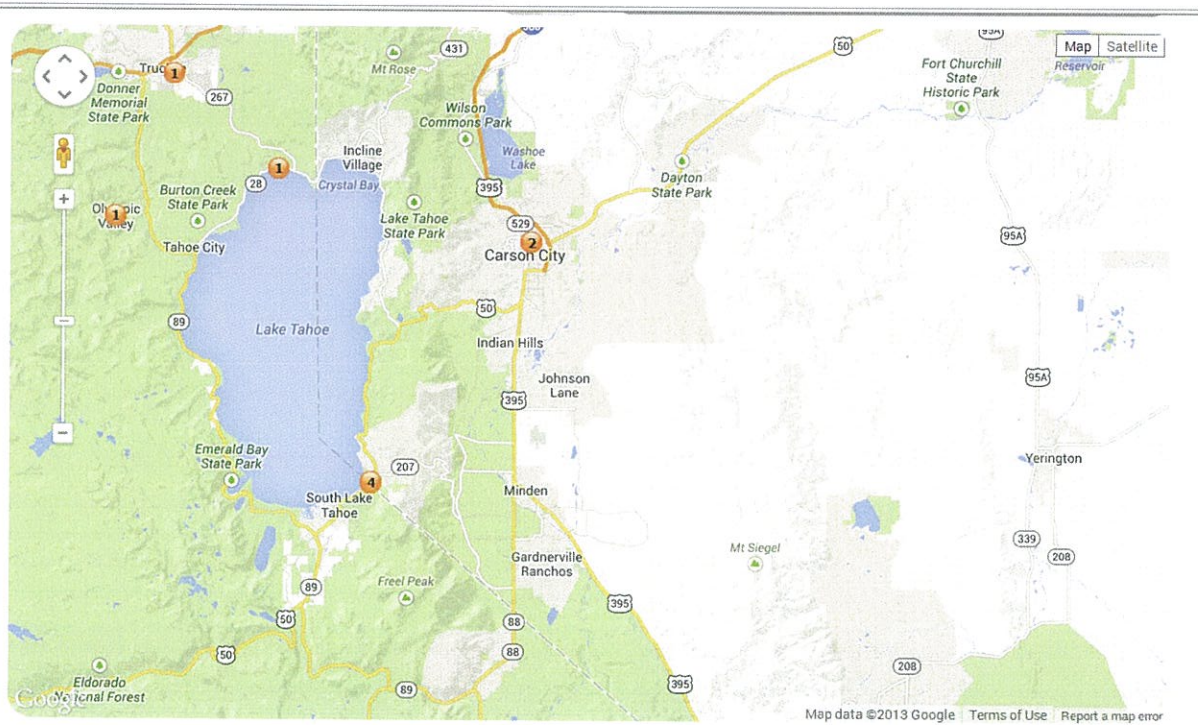 431
50
95A
Map
Satellite
Truckee
1
Mt Rose
Fort Churchill
State
Historic Park
Reservoir
Donner
Memorial
State Park
267
Wilson
Commons Park
Incline
Village
Washoe
Lake
Dayton
State Park
1
28
Crystal Bay
395
Burton Creek
State Park
Olympic
Valley
1
Lake Tahoe
State Park
529
2
Carson City
95A
Tahoe City
50
89
Lake Tahoe
Indian Hills
Johnson
Lane
395
95A
Emerald Bay
State Park
207
Yerington
4
South Lake
Tahoe
Minden
Gardnerville
Ranchos
Mt Siegel
339
208
89
Freel Peak
50
395
88
50
88
208
Eldorado
National Forest
89
395
Google
Map data ©2013 Google
Terms of Use
Report a map error